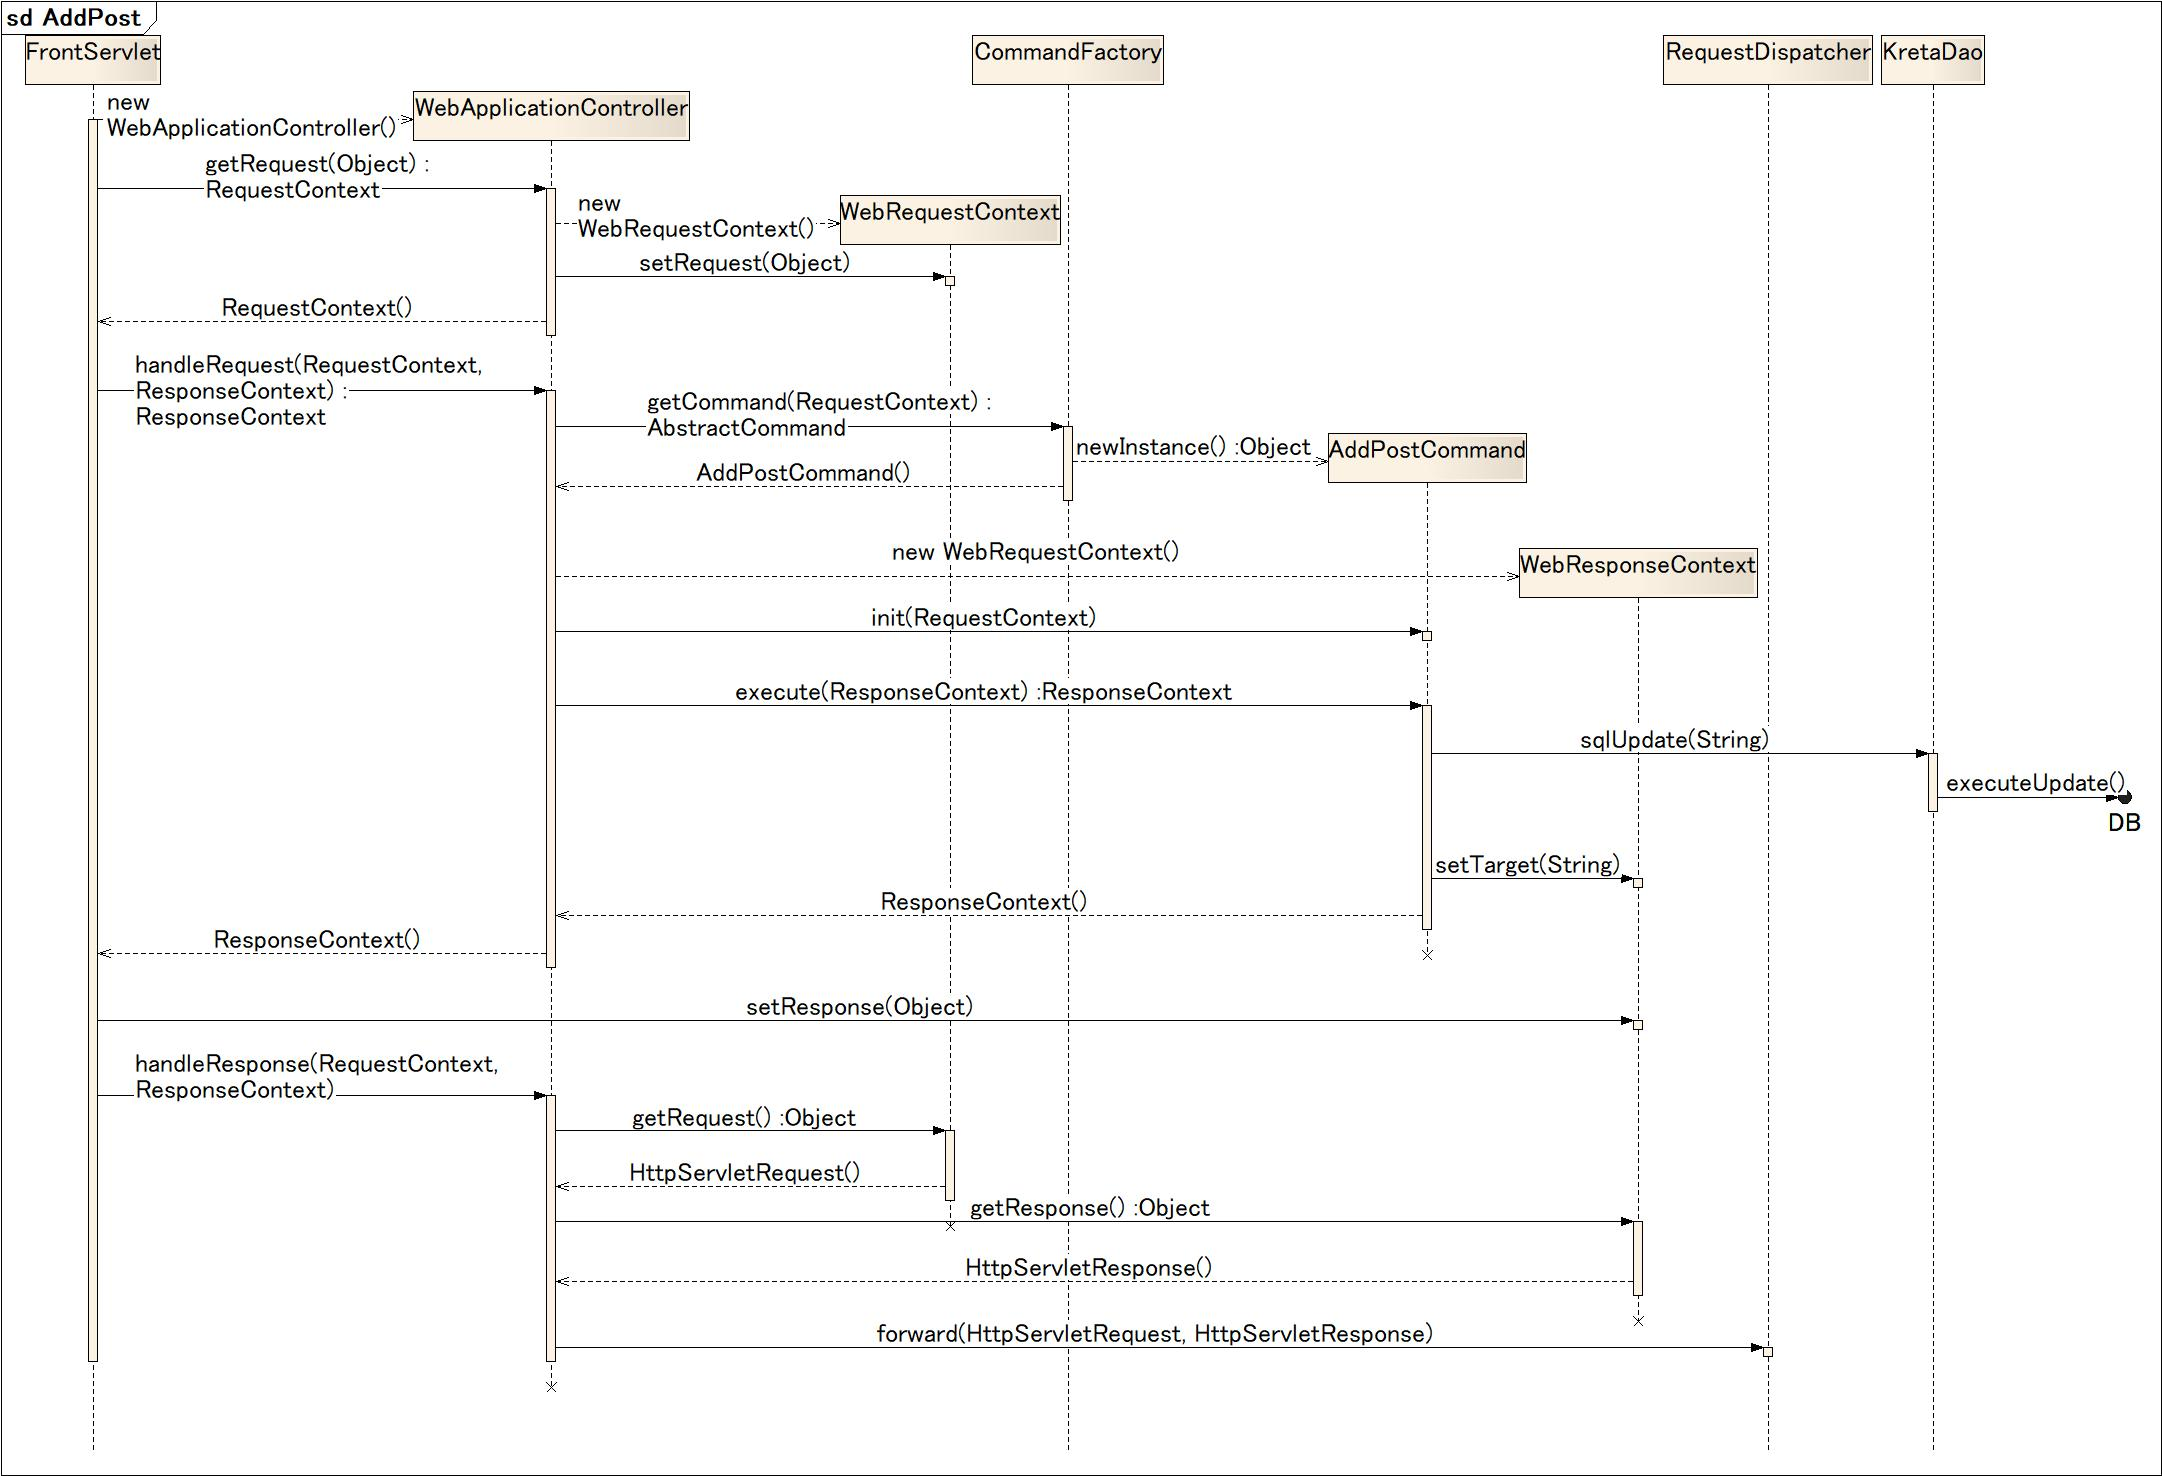 sd AddPost
FrontServlet
CommandFactory
RequestDispatcher
KretaDao
new
WebApplicationController()
WebApplicationController
getRequest(Object) :
RequestContext
new
WebRequestContext()
WebRequestContext
setRequest(Object)
RequestContext()
handleRequest(RequestContext,
ResponseContext) :
ResponseContext
getCommand(RequestContext) :
AbstractCommand
newInstance() :Object
AddPostCommand
AddPostCommand()
new WebRequestContext()
WebResponseContext
init(RequestContext)
execute(ResponseContext) :ResponseContext
sqlUpdate(String)
executeUpdate()
DB
setTarget(String)
ResponseContext()
ResponseContext()
setResponse(Object)
handleResponse(RequestContext,
ResponseContext)
getRequest() :Object
HttpServletRequest()
getResponse() :Object
HttpServletResponse()
forward(HttpServletRequest, HttpServletResponse)